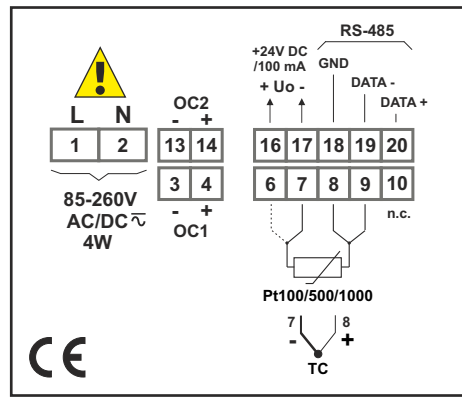 RS-485
+24V DC
/100 mA
GND
+ Uo -
DATA -
DATA +
L N
OC2
- +
1 2 13 14 16 17 18 19 20
3 4 6 7 8 9 10
85-260V
AC/DC
4W
- +
OC1
n.c.
Pt100/500/1000
7 8
- +
TC
CE